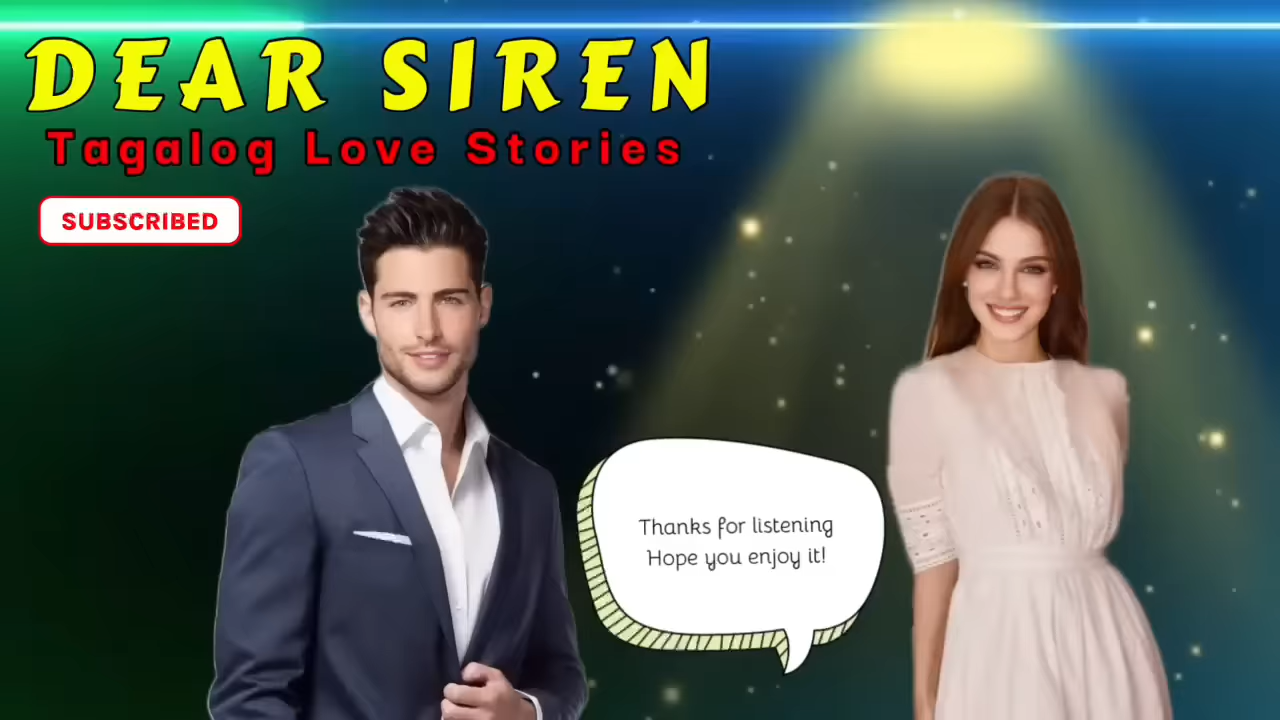 DEAR SIREN
Tagalog Love Stories
SUBSCRIBED
Thanks for listening
Hope you enjoy it!